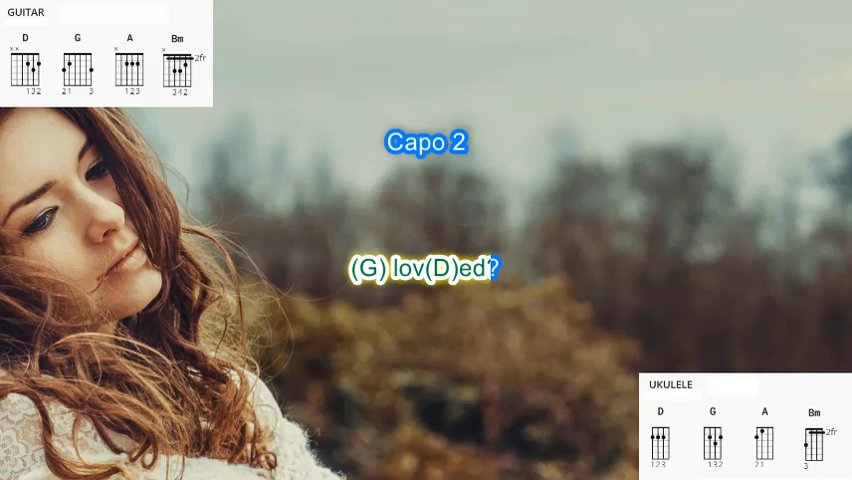 GUITAR
D G A Bm
xx x x
2fr
132 21 3 123 342
Capo 2
(G) lov(D)ed?
UKULELE
D G A Bm
2fr
123 132 21 3